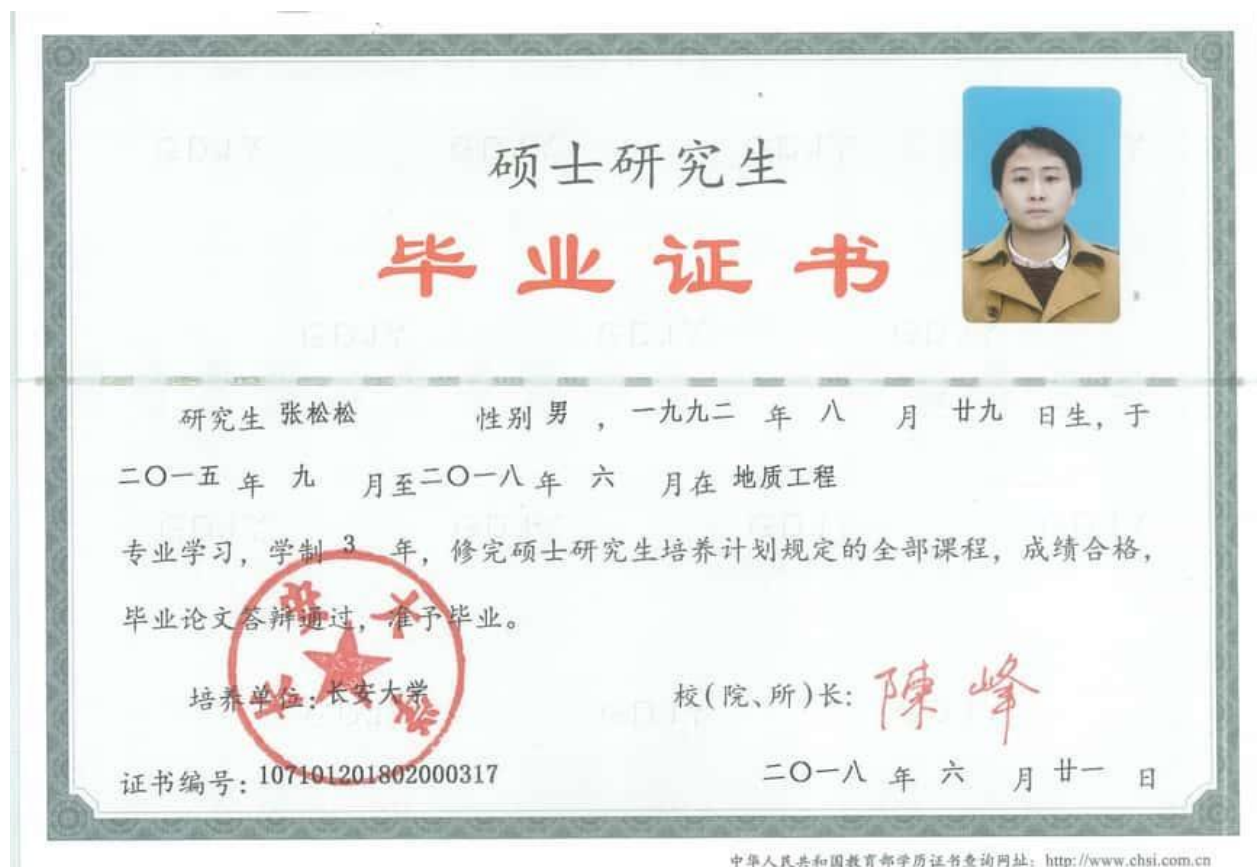 硕士研究生
毕业证书
研究生 张松松 性别 男 , 一九九二 年 八 月 廿九 日生, 于
二〇一五 年 九 月至二〇一八 年 六 月在 地质工程
专业学习, 学制 3 年, 修完硕士研究生培养计划规定的全部课程, 成绩合格,
毕业论文答辩通过, 准予毕业。
培养单位: 长安大学
校(院、所)长: 陳峰
证书编号: 107101201802000317
二〇一八 年 六 月 廿一 日
中华人民共和国教育部学历证书查询网址: http://www.chsi.com.cn